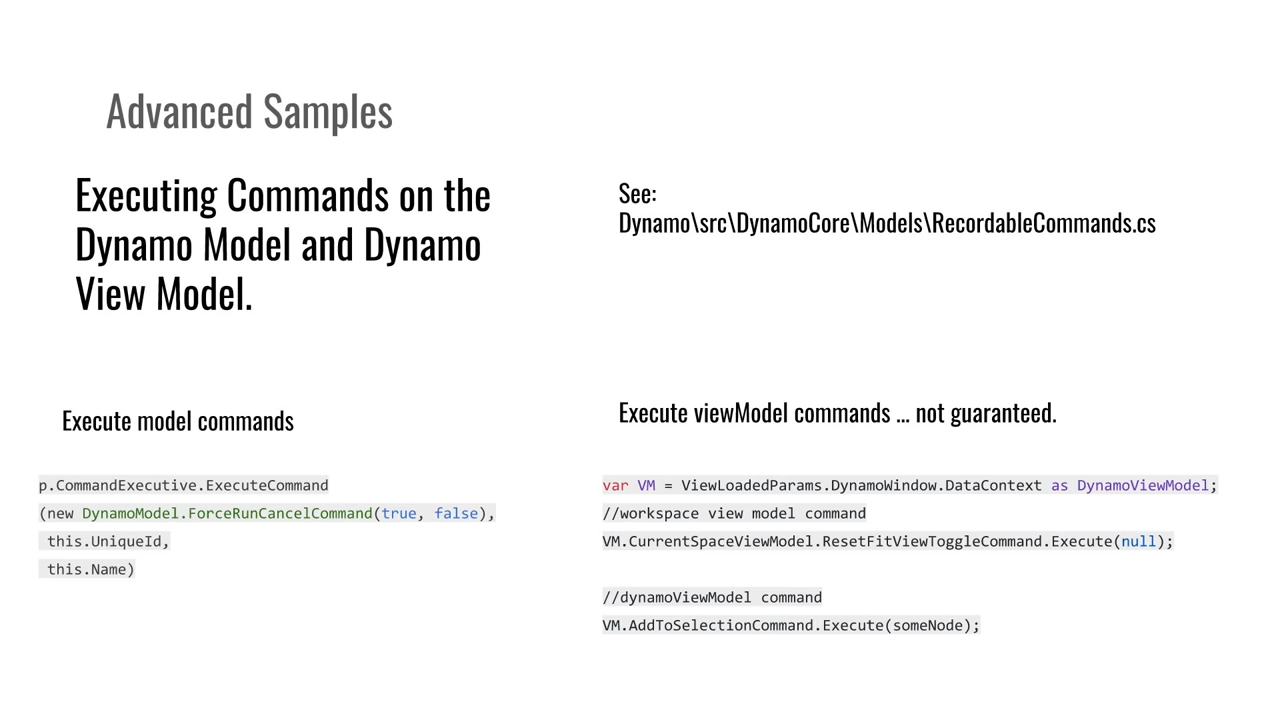 Advanced Samples
Executing Commands on the
Dynamo Model and Dynamo
View Model.
See:
Dynamo\src\DynamoCore\Models\RecordableCommands.cs
Execute model commands
p.CommandExecutive.ExecuteCommand
(new DynamoModel.ForceRunCancelCommand(true, false),
this.UniqueId,
this.Name)
Execute viewModel commands ... not guaranteed.
var VM = ViewLoadedParams.DynamoWindow.DataContext as DynamoViewModel;
//workspace view model command
VM.CurrentSpaceViewModel.ResetFitViewToggleCommand.Execute(null);
//dynamoViewModel command
VM.AddToSelectionCommand.Execute(someNode);